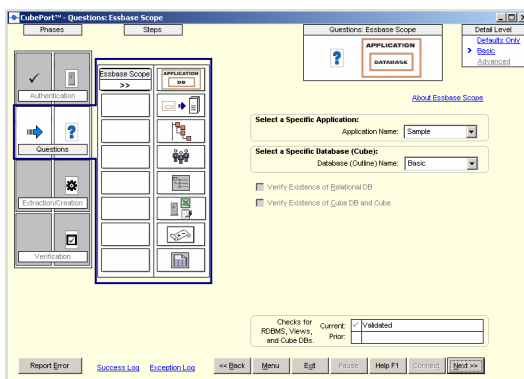 CubePort™ - Questions: Essbase Scope
Phases
Steps
Questions: Essbase Scope
Detail Level
APPLICATION
DATABASE
Defaults Only
Basic
Advanced
Essbase Scope
>>
APPLICATION
DB
Authentication
About Essbase Scope
Select a Specific Application:
Application Name: Sample
Questions
Select a Specific Database (Cube):
Database (Outline) Name: Basic
Verify Existence of Relational DB
Verify Existence of Cube DB and Cube.
Extraction/Creation
Verification
Checks for RDBMS, Views, and Cube DBs.
Current: Validated
Prior:
Report Error
Success Log
Exception Log
<< Back
Menu
Exit
Pause
Help F1
Connect
Next >>